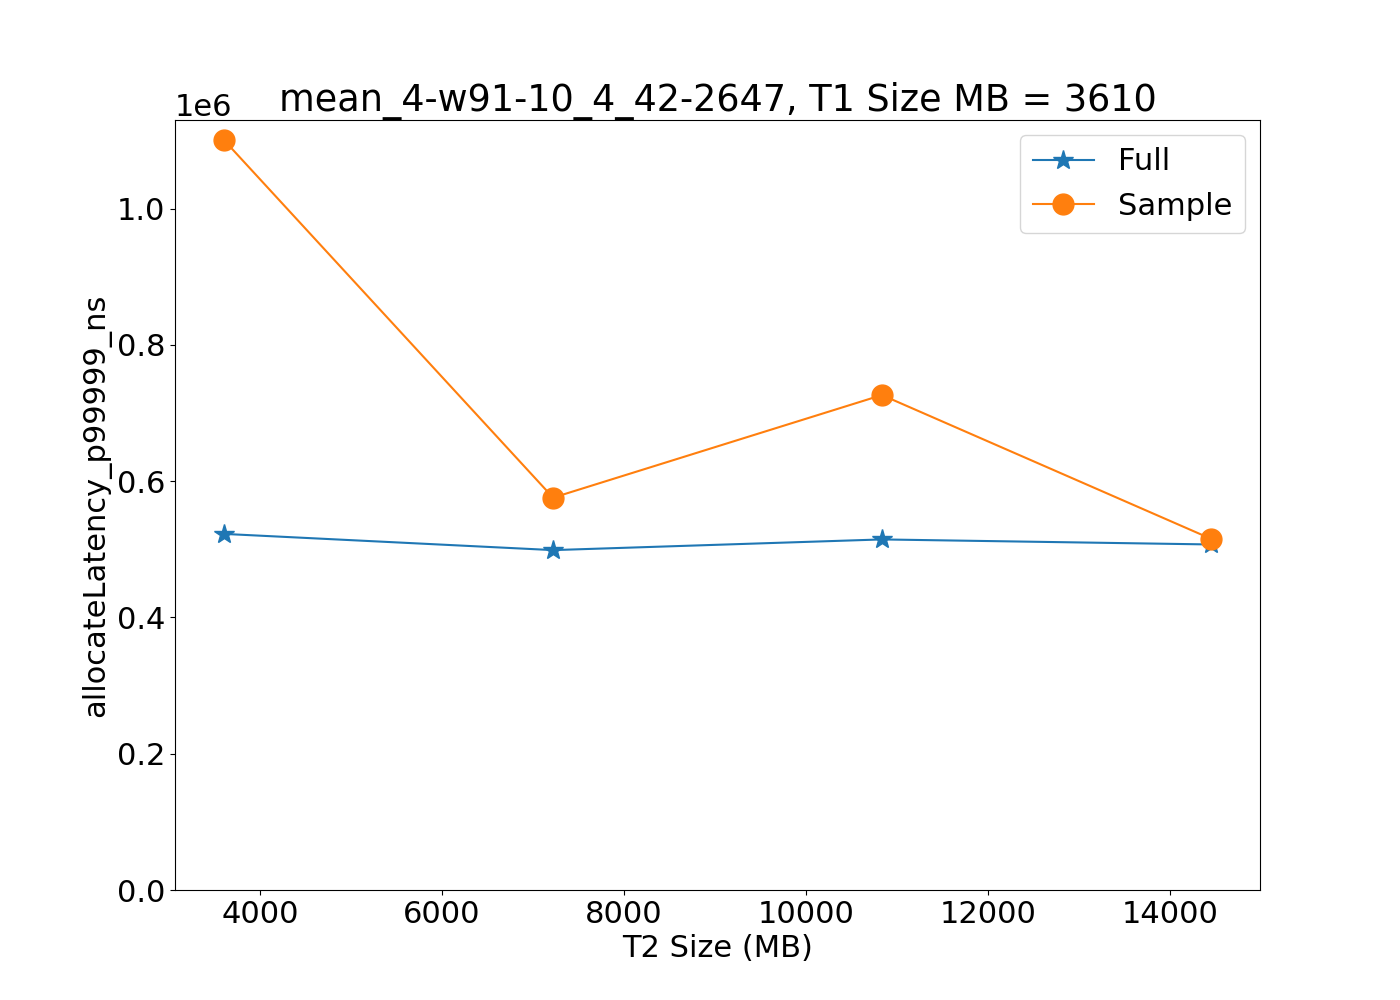 mean_4-w91-10_4_42-2647, T1 Size MB = 3610
1e6
Full
Sample
allocateLatency_p99999_ns
1.0
0.8
0.6
0.4
0.2
0.0
4000 6000 8000 10000 12000 14000
T2 Size (MB)